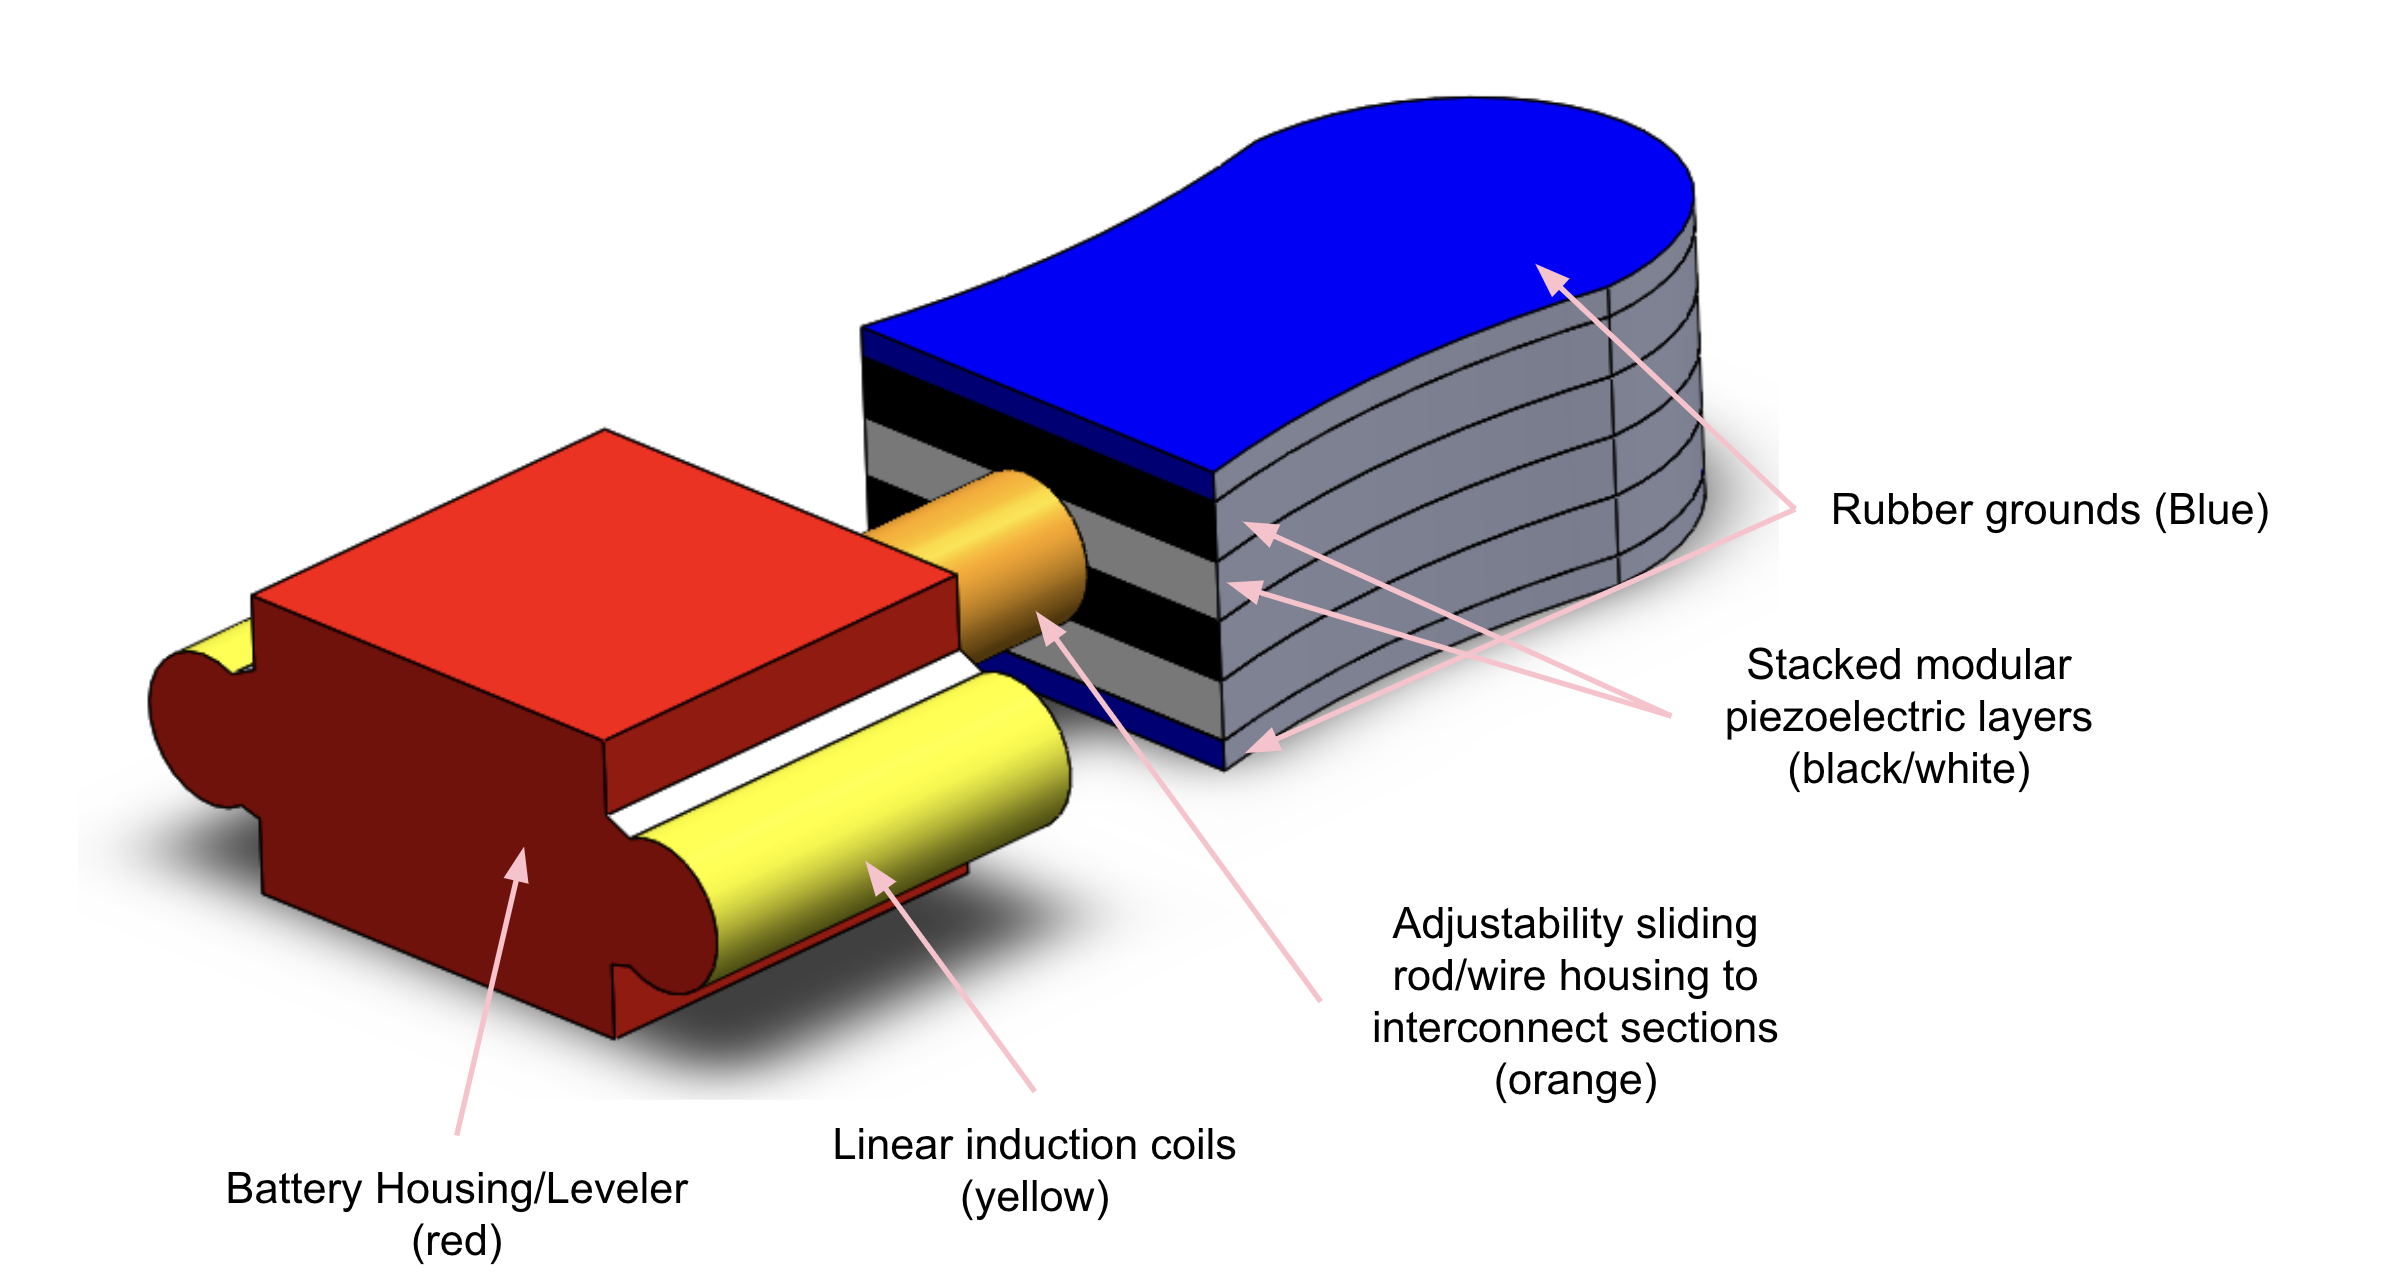 Rubber grounds (Blue)
Stacked modular
piezoelectric layers
(black/white)
Adjustability sliding
rod/wire housing to
interconnect sections
(orange)
Linear induction coils
(yellow)
Battery Housing/Leveler
(red)